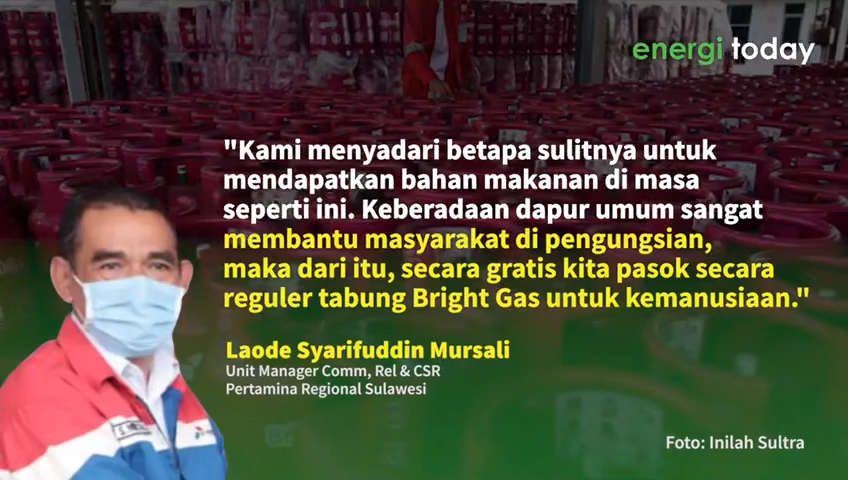 energi today
"Kami menyadari betapa sulitnya untuk
mendapatkan bahan makanan di masa
seperti ini. Keberadaan dapur umum sangat
membantu masyarakat di pengungsian,
maka dari itu, secara gratis kita pasok secara
reguler tabung Bright Gas untuk kemanusiaan."
Laode Syarifuddin Mursali
Unit Manager Comm, Rel & CSR
Pertamina Regional Sulawesi
Foto: Inilah Sultra